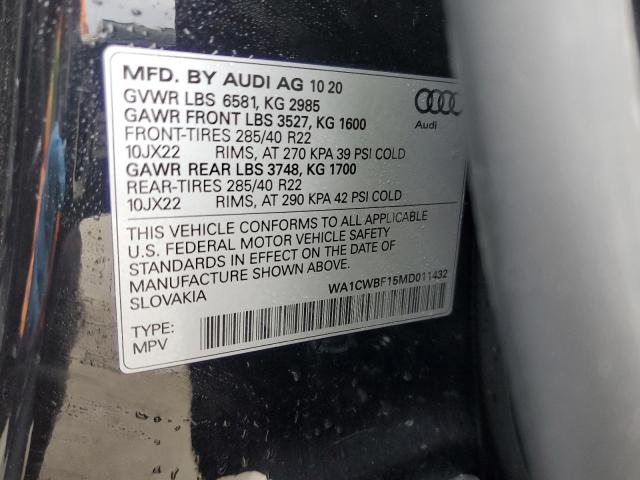 MFD. BY AUDI AG 10 20
GVWR LBS 6581, KG 2985
GAWR FRONT LBS 3527, KG 1600
FRONT-TIRES 285/40 R22
10JX22 RIMS, AT 270 KPA 39 PSI COLD
GAWR REAR LBS 3748, KG 1700
REAR-TIRES 285/40 R22
10JX22 RIMS, AT 290 KPA 42 PSI COLD
Audi
THIS VEHICLE CONFORMS TO ALL APPLICABLE
U.S. FEDERAL MOTOR VEHICLE SAFETY
STANDARDS IN EFFECT ON THE DATE OF
MANUFACTURE SHOWN ABOVE.
SLOVAKIA
WA1CWBF15MD011432
TYPE:
MPV